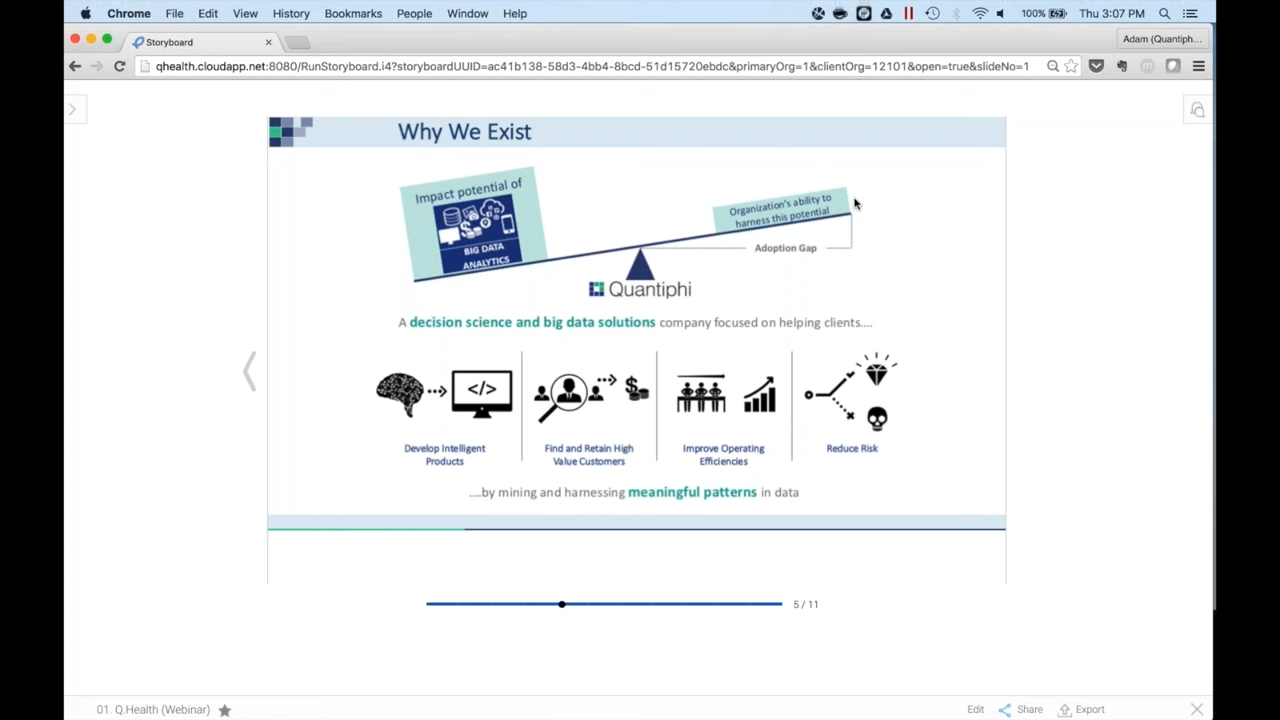 Chrome File Edit View History Bookmarks People Window Help 100% Thu 3:07 PM
Storyboard
Adam (Quantiph...
qhealth.cloudapp.net:8080/RunStoryboard.i4?storyboardUUID=ac41b138-58d3-4bb4-8bcd-51d15720ebdc&primaryOrg=1&clientOrg=12101&open=true&slideNo=1
Why We Exist
Impact potential of
BIG DATA
ANALYTICS
Organization's ability to
harness this potential
Adoption Gap
Quantiphi
A decision science and big data solutions company focused on helping clients....
</>
$
Develop Intelligent
Products
Find and Retain High
Value Customers
Improve Operating
Efficiencies
Reduce Risk
....by mining and harnessing meaningful patterns in data
5 / 11
01. Q.Health (Webinar)
Edit Share Export